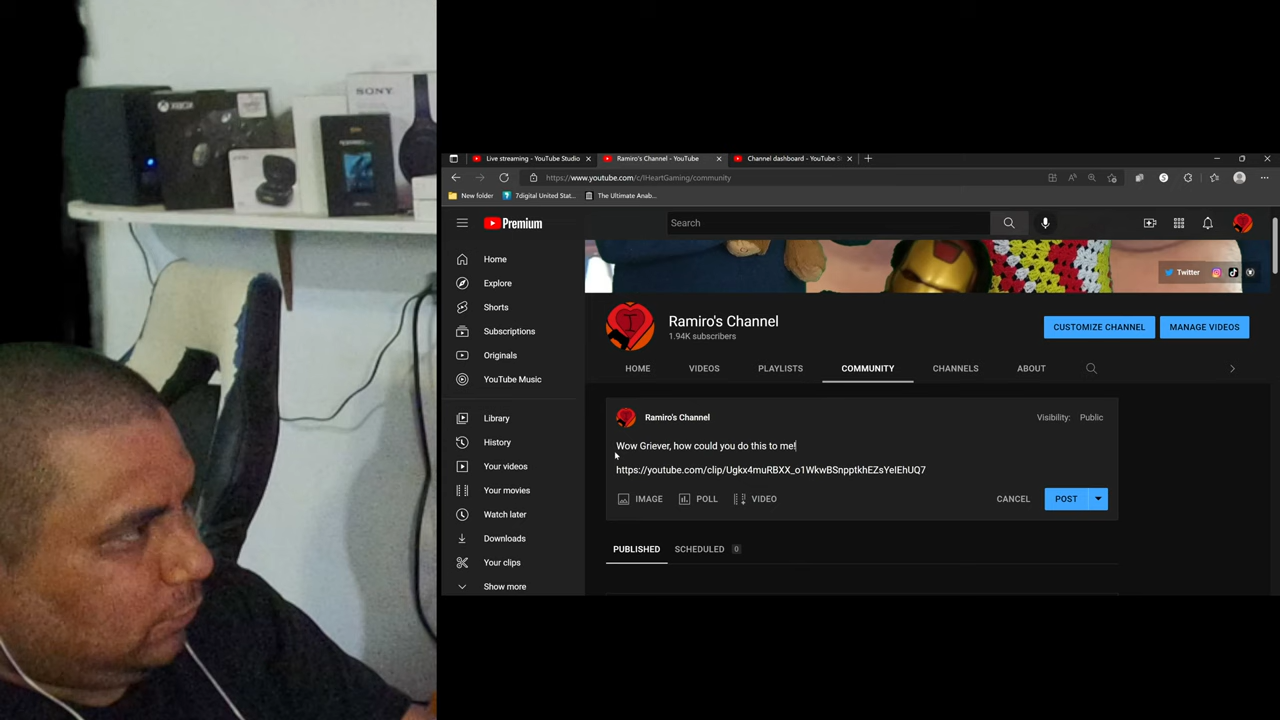 SONY
XBOX
Live streaming - YouTube Studio
Ramiro's Channel - YouTube
Channel dashboard - YouTube S
https://www.youtube.com/c/IHeartGaming/community
New folder
7digital United Stat...
The Ultimate Anab...
Premium
Search
Home
Explore
Shorts
Subscriptions
Originals
YouTube Music
Library
History
Your videos
Your movies
Watch later
Downloads
Your clips
Show more
Twitter
Ramiro's Channel
1.94K subscribers
CUSTOMIZE CHANNEL
MANAGE VIDEOS
HOME VIDEOS PLAYLISTS COMMUNITY CHANNELS ABOUT
Ramiro's Channel
Visibility: Public
Wow Griever, how could you do this to me!
https://youtube.com/clip/Ugkx4muRBXX_o1WkwBSnpptkhEZsYeIEhUQ7
IMAGE POLL VIDEO
CANCEL POST
PUBLISHED SCHEDULED 0